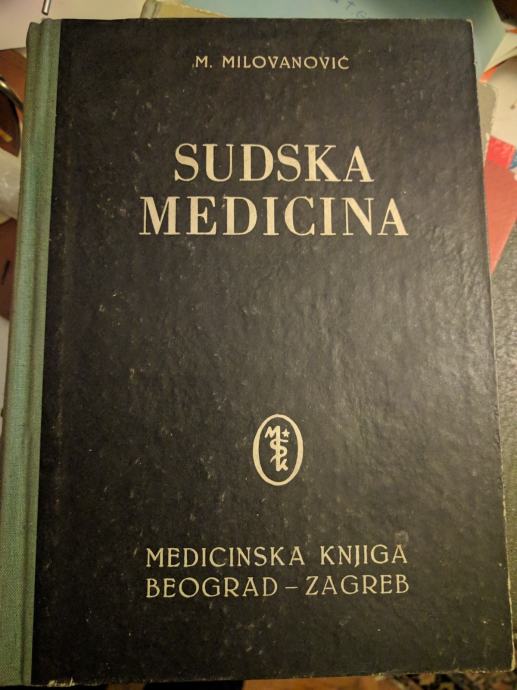 M. MILOVANOVIĆ
SUDSKA
MEDICINA
MEDICINSKA KNJIGA
BEOGRAD – ZAGREB